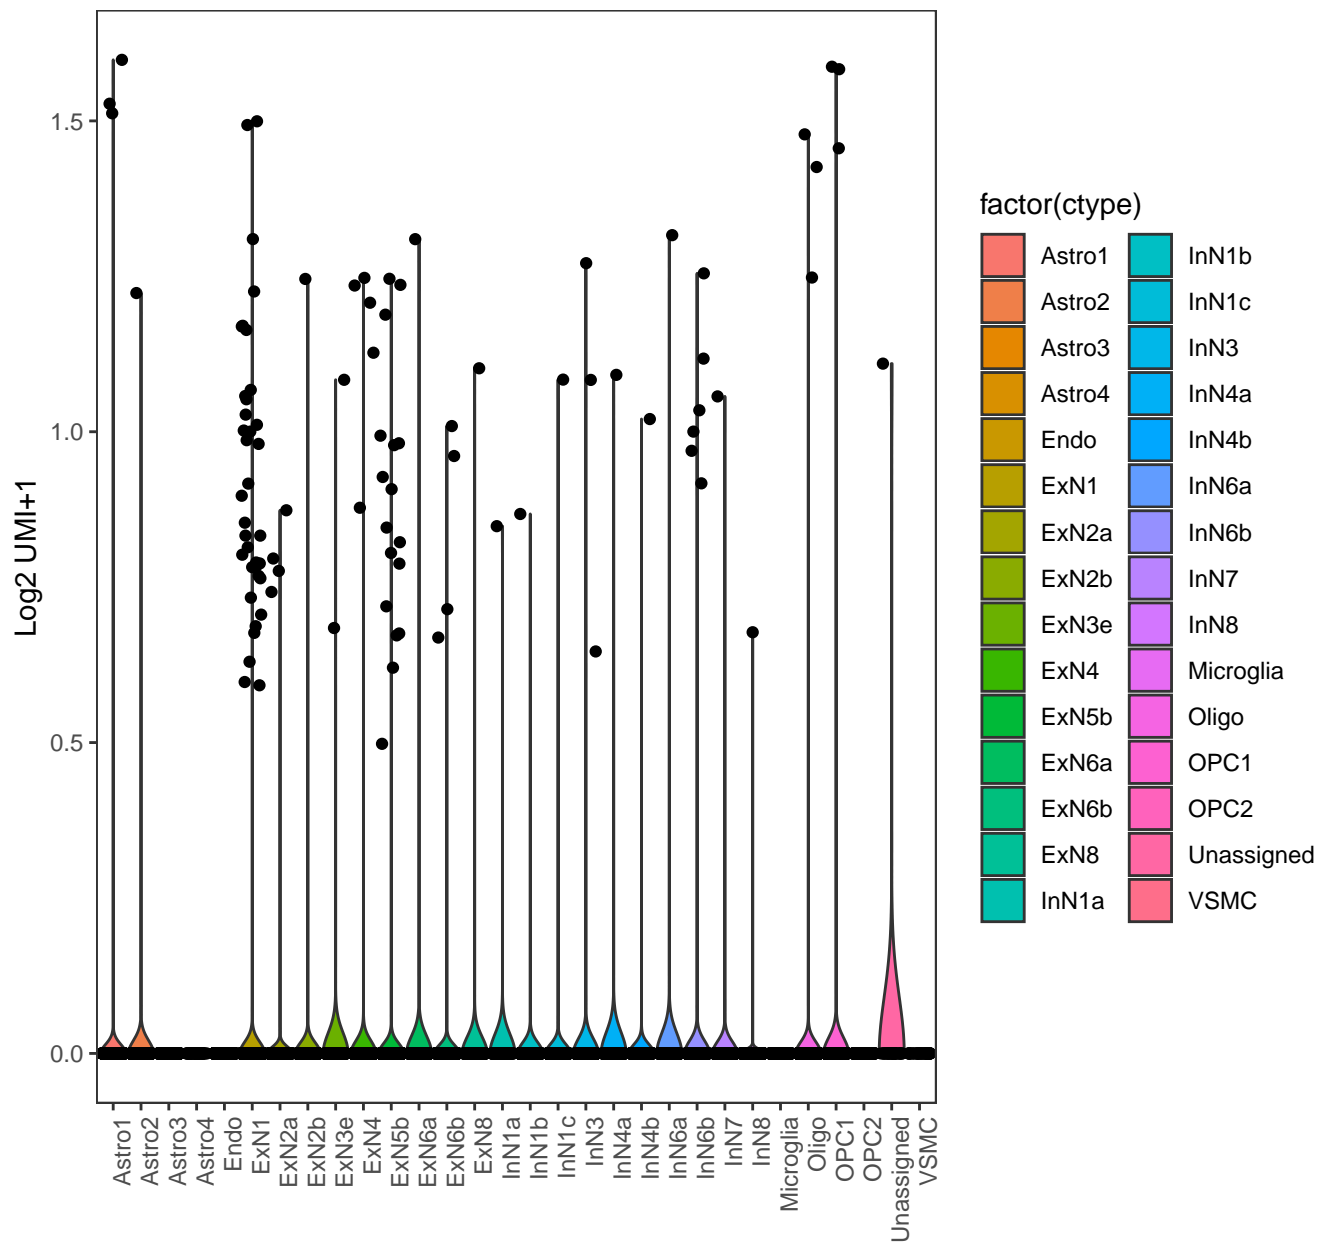 1.5
1.0
0.5
0.0
Log2 UMI+1
Astro1
Astro2
Astro3
Astro4
Endo
ExN1
ExN2a
ExN2b
ExN3e
ExN4
ExN5b
ExN6a
ExN6b
ExN8
InN1a
InN1b
InN1c
InN3
InN4a
InN4b
InN6a
InN6b
InN7
InN8
Microglia
Oligo
OPC1
OPC2
Unassigned
VSMC
factor(ctype)
Astro1
Astro2
Astro3
Astro4
Endo
ExN1
ExN2a
ExN2b
ExN3e
ExN4
ExN5b
ExN6a
ExN6b
ExN8
InN1a
InN1b
InN1c
InN3
InN4a
InN4b
InN6a
InN6b
InN7
InN8
Microglia
Oligo
OPC1
OPC2
Unassigned
VSMC